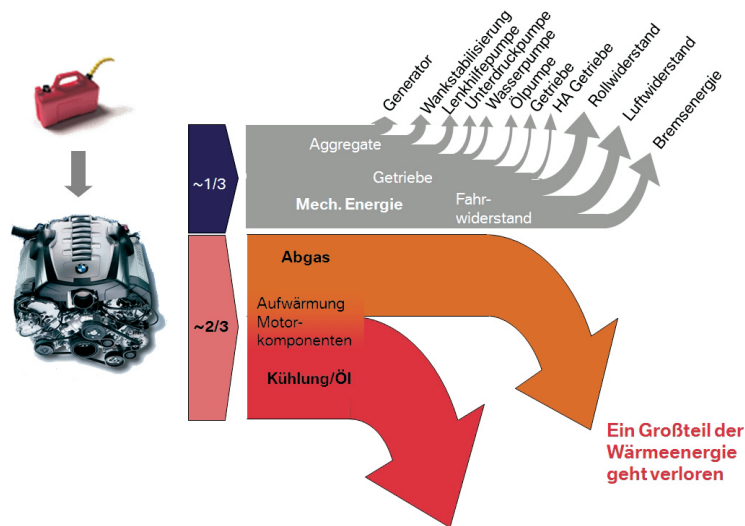 Generator
Wankstabilisierung
Lenkhilfepumpe
Unterdruckpumpe
Wasserpumpe
Ölpumpe
Getriebe
HA Getriebe
Rollwiderstand
Luftwiderstand
Bremsenergie
~1/3
Aggregate
Getriebe
Mech. Energie
Fahr-
widerstand
~2/3
Abgas
Aufwärmung
Motor-
komponenten
Kühlung/Öl
Ein Großteil der
Wärmeenergie
geht verloren